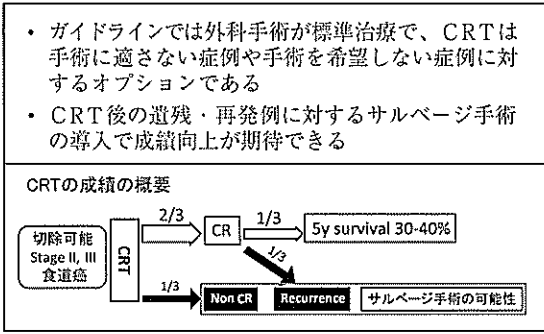 ・ ガイドラインでは外科手術が標準治療で、CRTは
手術に適さない症例や手術を希望しない症例に対
するオプションである
・ CRT後の遺残・再発例に対するサルベージ手術
の導入で成績向上が期待できる
CRTの成績の概要
切除可能
Stage II, III
食道癌
CRT
2/3
CR
1/3
5y survival 30-40%
1/3
1/3
Non CR
Recurrence
サルベージ手術の可能性